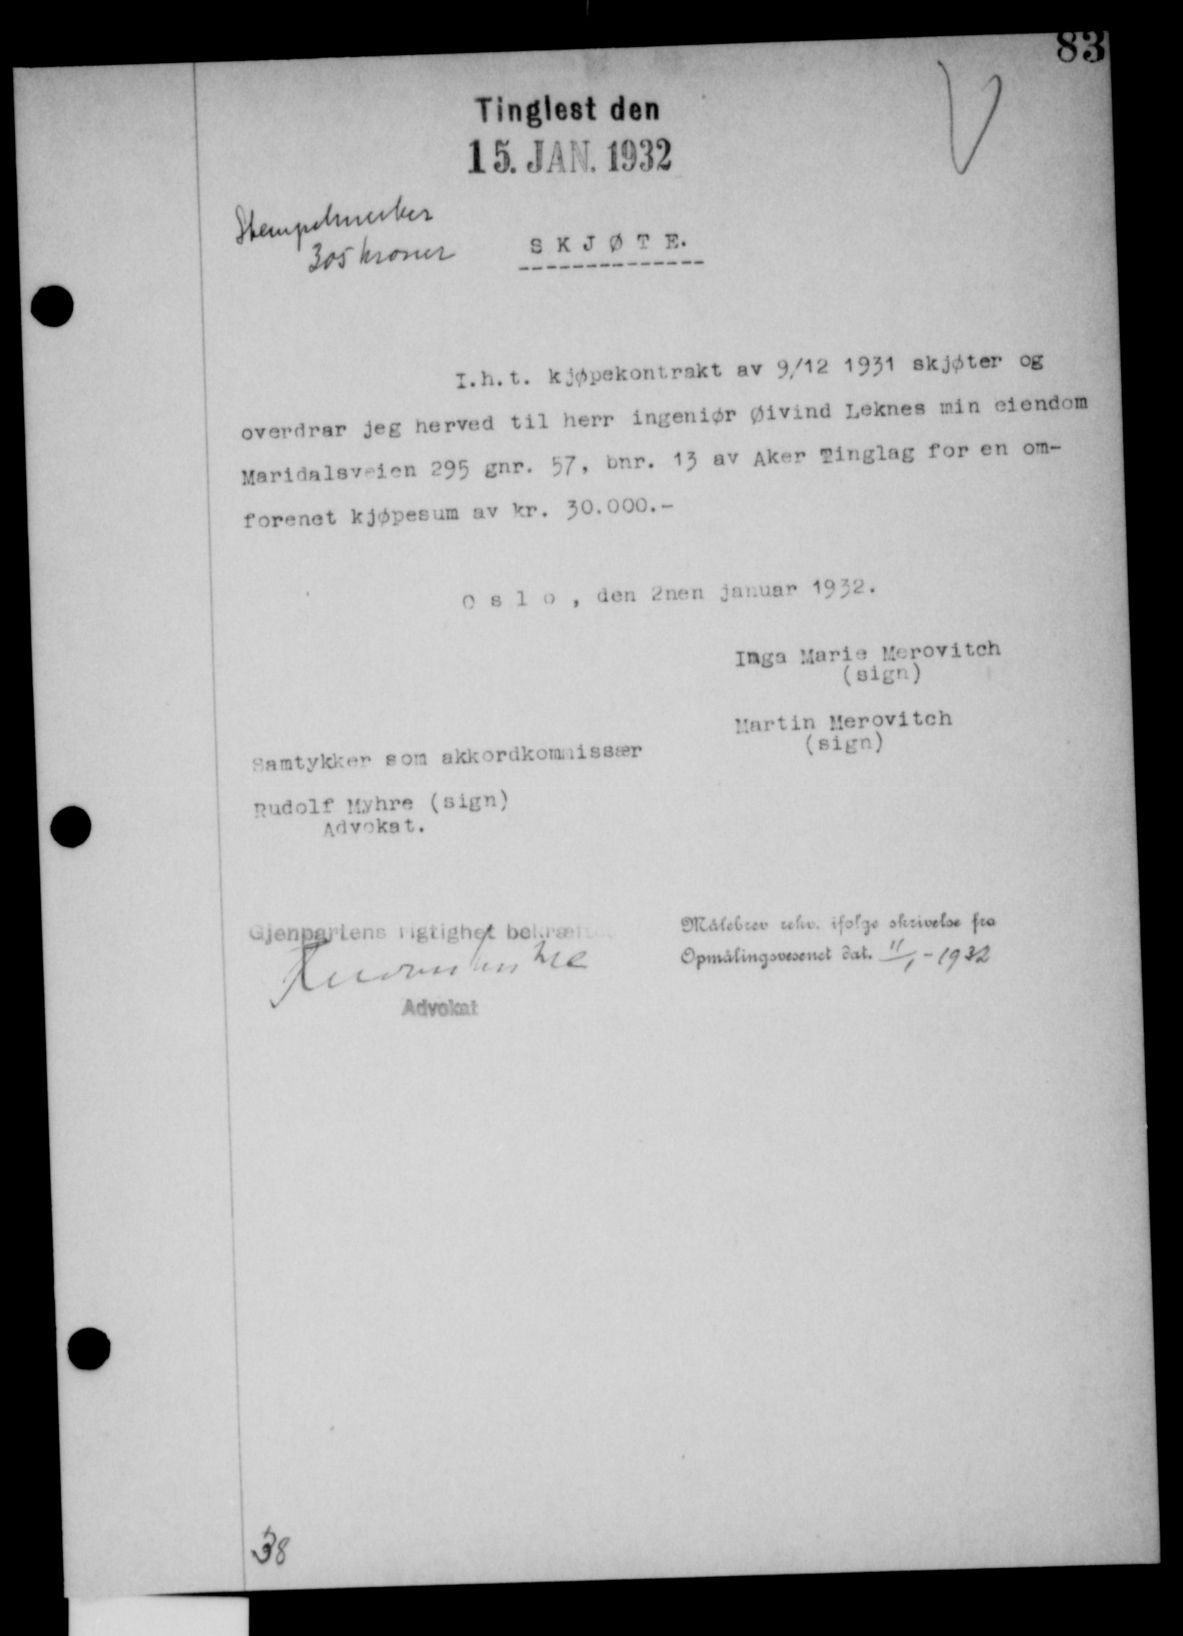 83
V
Tinglest den
15. JAN. 1932
Stempelmerker
305 kroner
SKJØTE.
I.h.t. kjøpekontrakt av 9/12 1931 skjøter og
overdrar jeg herved til herr ingeniør Øivind Leknes min eiendom
Maridalsveien 295 gnr. 57, bnr. 13 av Aker Tinglag for en om-
forenet kjøpesum av kr. 30.000.-
Oslo, den 2nen januar 1932.
Inga Marie Merovitch
(sign)
Martin Merovitch
(sign)
Samtykker som akkordkommissær
Rudolf Myhre (sign)
Advokat.
Gjenpartens rigtighet bekræftes
Advokat
Målebrev rekv. ifølge skrivelse fra
Opmålingsvesenet dat. 11/1-1932
38